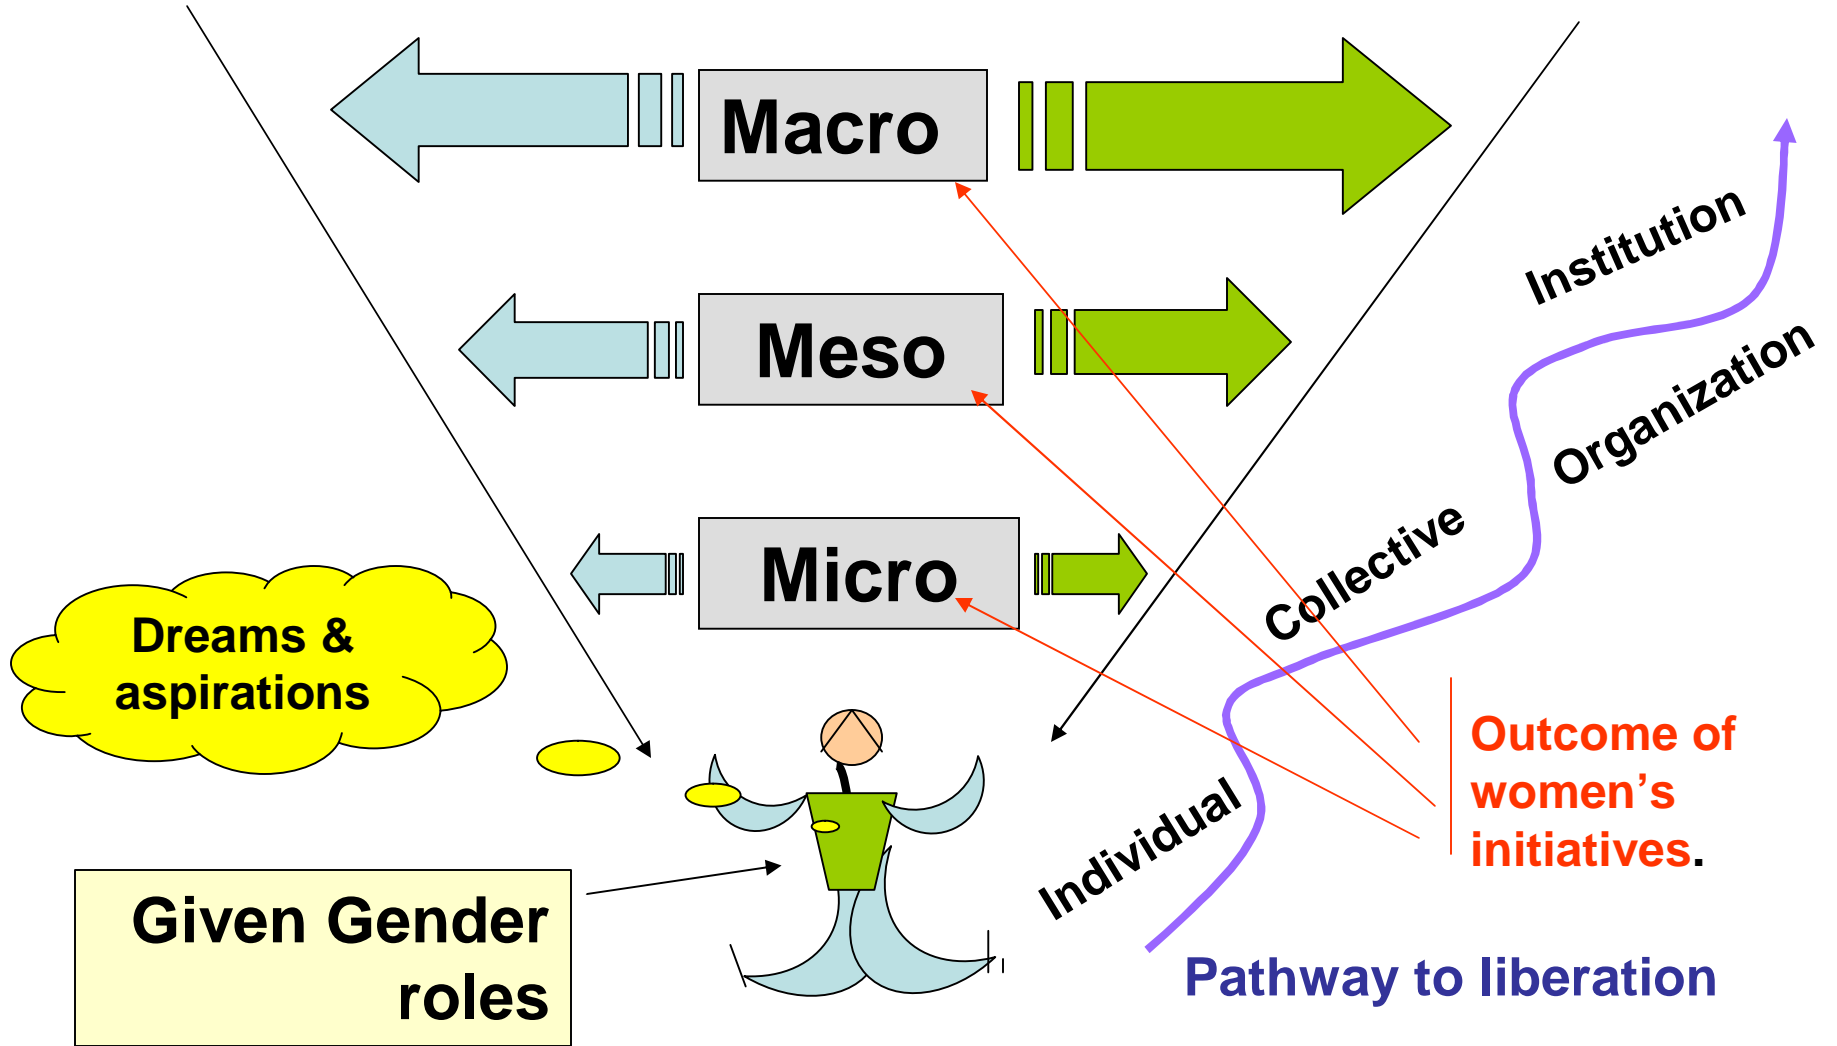 Macro
Meso
Micro
Dreams &
aspirations
Given Gender
roles
Individual
Collective
Organization
Institution
Outcome of
women’s
initiatives.
Pathway to liberation